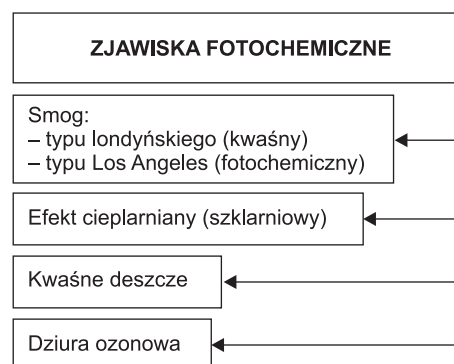 ZJAWISKA FOTOCHEMICZNE
Smog:
– typu londyńskiego (kwaśny)
– typu Los Angeles (fotochemiczny)
Efekt cieplarniany (szklarniowy)
Kwaśne deszcze
Dziura ozonowa